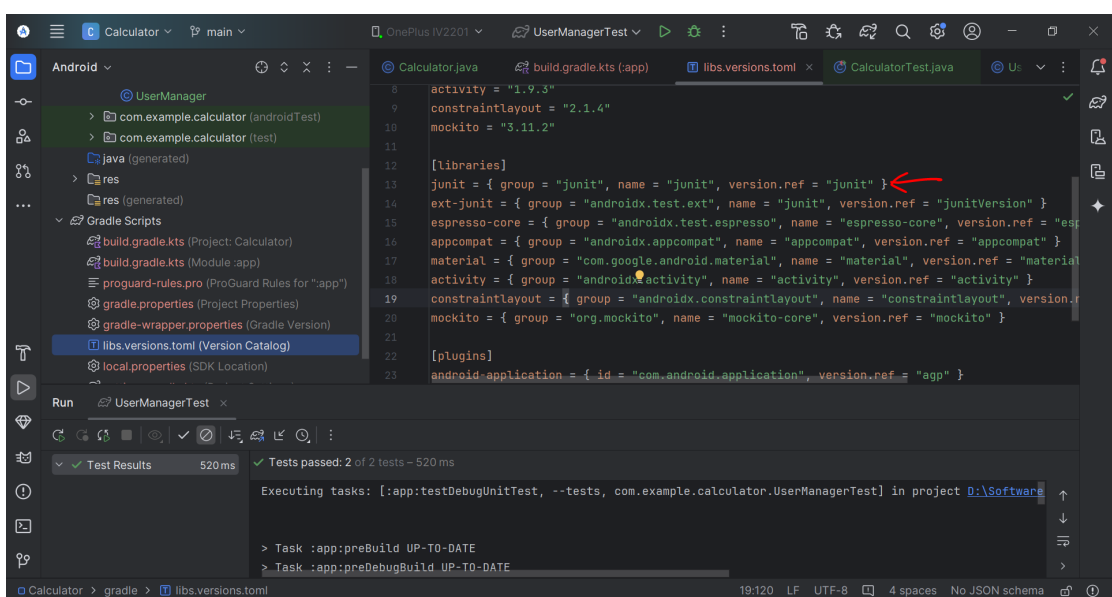 C Calculator main OnePlus IV2201 UserManagerTest
Android
UserManager
com.example.calculator (androidTest)
com.example.calculator (test)
java (generated)
res
res (generated)
Gradle Scripts
build.gradle.kts (Project: Calculator)
build.gradle.kts (Module :app)
proguard-rules.pro (ProGuard Rules for ":app")
gradle.properties (Project Properties)
gradle-wrapper.properties (Gradle Version)
libs.versions.toml (Version Catalog)
local.properties (SDK Location)
Calculator.java build.gradle.kts (:app) libs.versions.toml CalculatorTest.java
8 activity = "1.9.3"
9 constraintlayout = "2.1.4"
10 mockito = "3.11.2"
11
12 [libraries]
13 junit = { group = "junit", name = "junit", version.ref = "junit" }
14 ext-junit = { group = "androidx.test.ext", name = "junit", version.ref = "junitVersion" }
15 espresso-core = { group = "androidx.test.espresso", name = "espresso-core", version.ref = "esp
16 appcompat = { group = "androidx.appcompat", name = "appcompat", version.ref = "appcompat" }
17 material = { group = "com.google.android.material", name = "material", version.ref = "material
18 activity = { group = "androidx.activity", name = "activity", version.ref = "activity" }
19 constraintlayout = { group = "androidx.constraintlayout", name = "constraintlayout", version.r
20 mockito = { group = "org.mockito", name = "mockito-core", version.ref = "mockito" }
21
22 [plugins]
23 android-application = { id = "com.android.application", version.ref = "agp" }
Run UserManagerTest
Test Results 520 ms
Tests passed: 2 of 2 tests – 520 ms
Executing tasks: [:app:testDebugUnitTest, --tests, com.example.calculator.UserManagerTest] in project D:\Software
> Task :app:preBuild UP-TO-DATE
> Task :app:preDebugBuild UP-TO-DATE
Calculator > gradle > libs.versions.toml 19:120 LF UTF-8 4 spaces No JSON schema